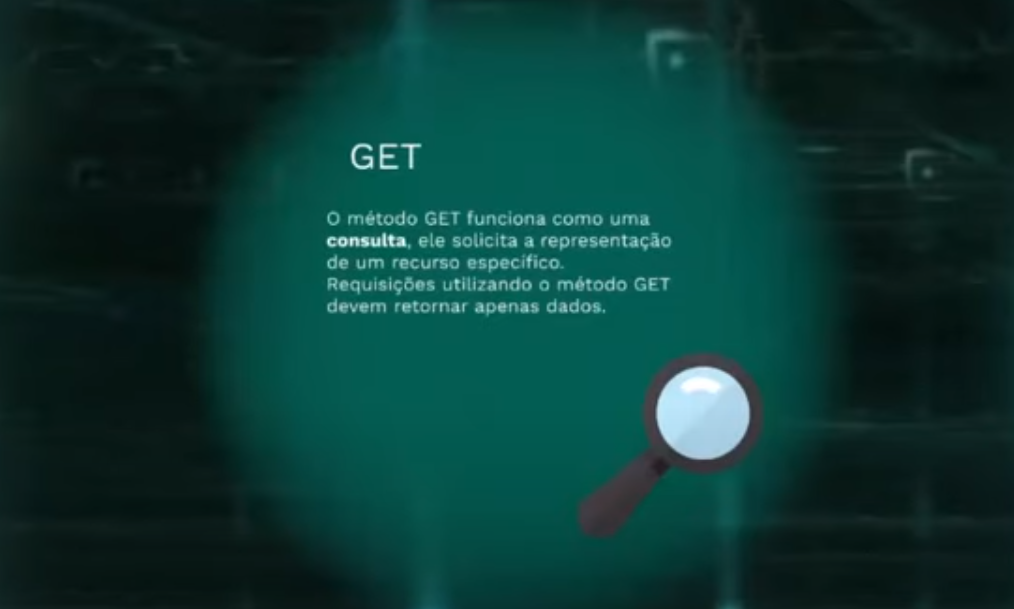 GET
O método GET funciona como uma
consulta, ele solicita a representação
de um recurso específico.
Requisições utilizando o método GET
devem retornar apenas dados.